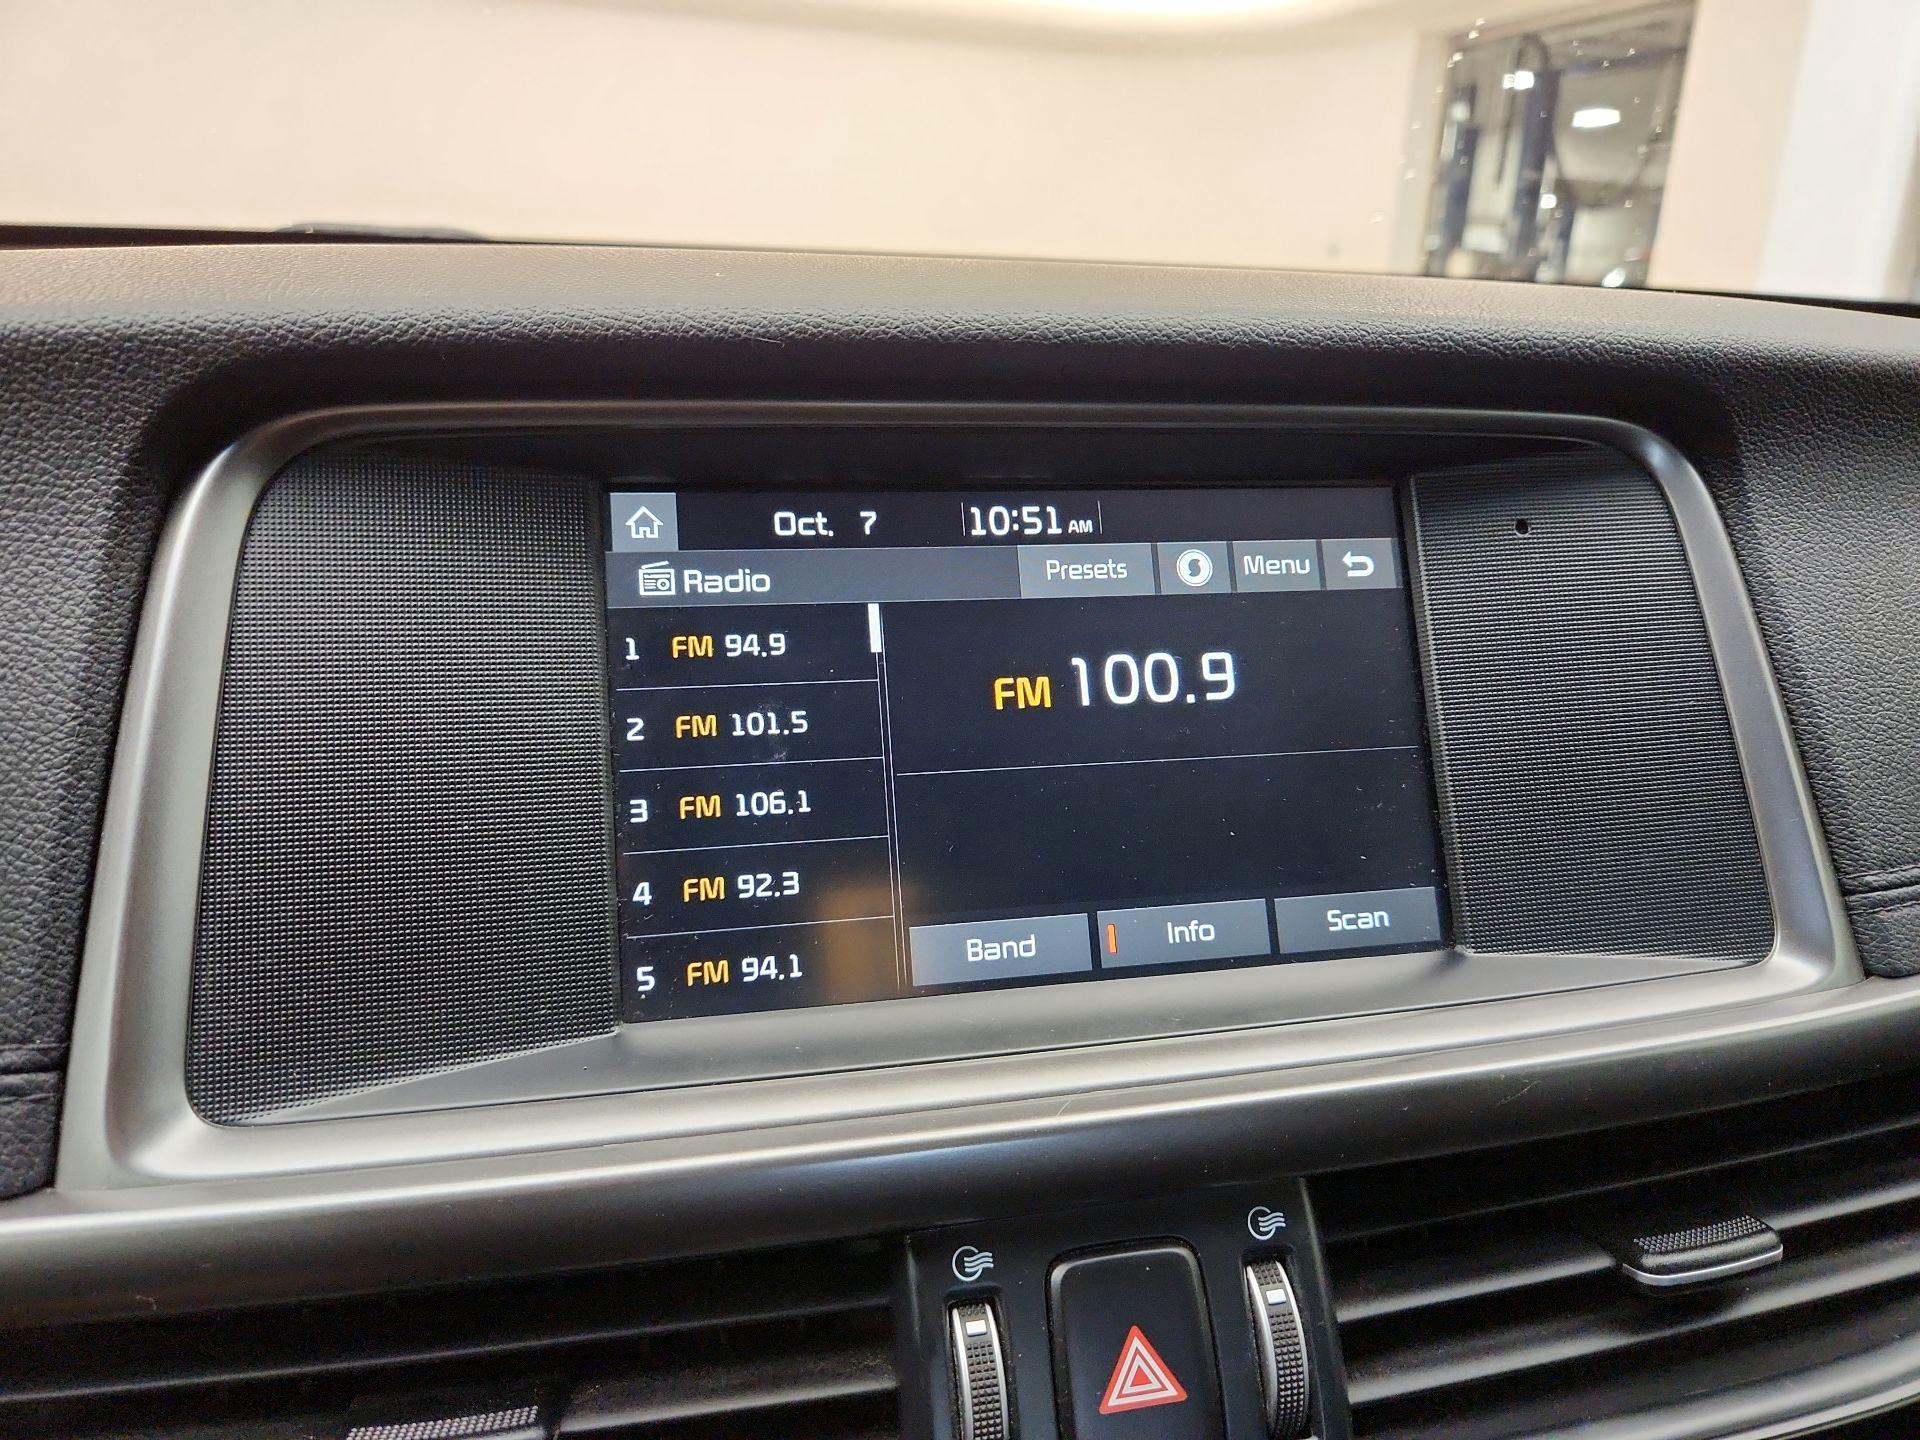 Oct. 7 10:51 AM
Radio Presets Menu
1 FM 94.9
2 FM 101.5
3 FM 106.1
4 FM 92.3
5 FM 94.1
FM 100.9
Band Info Scan